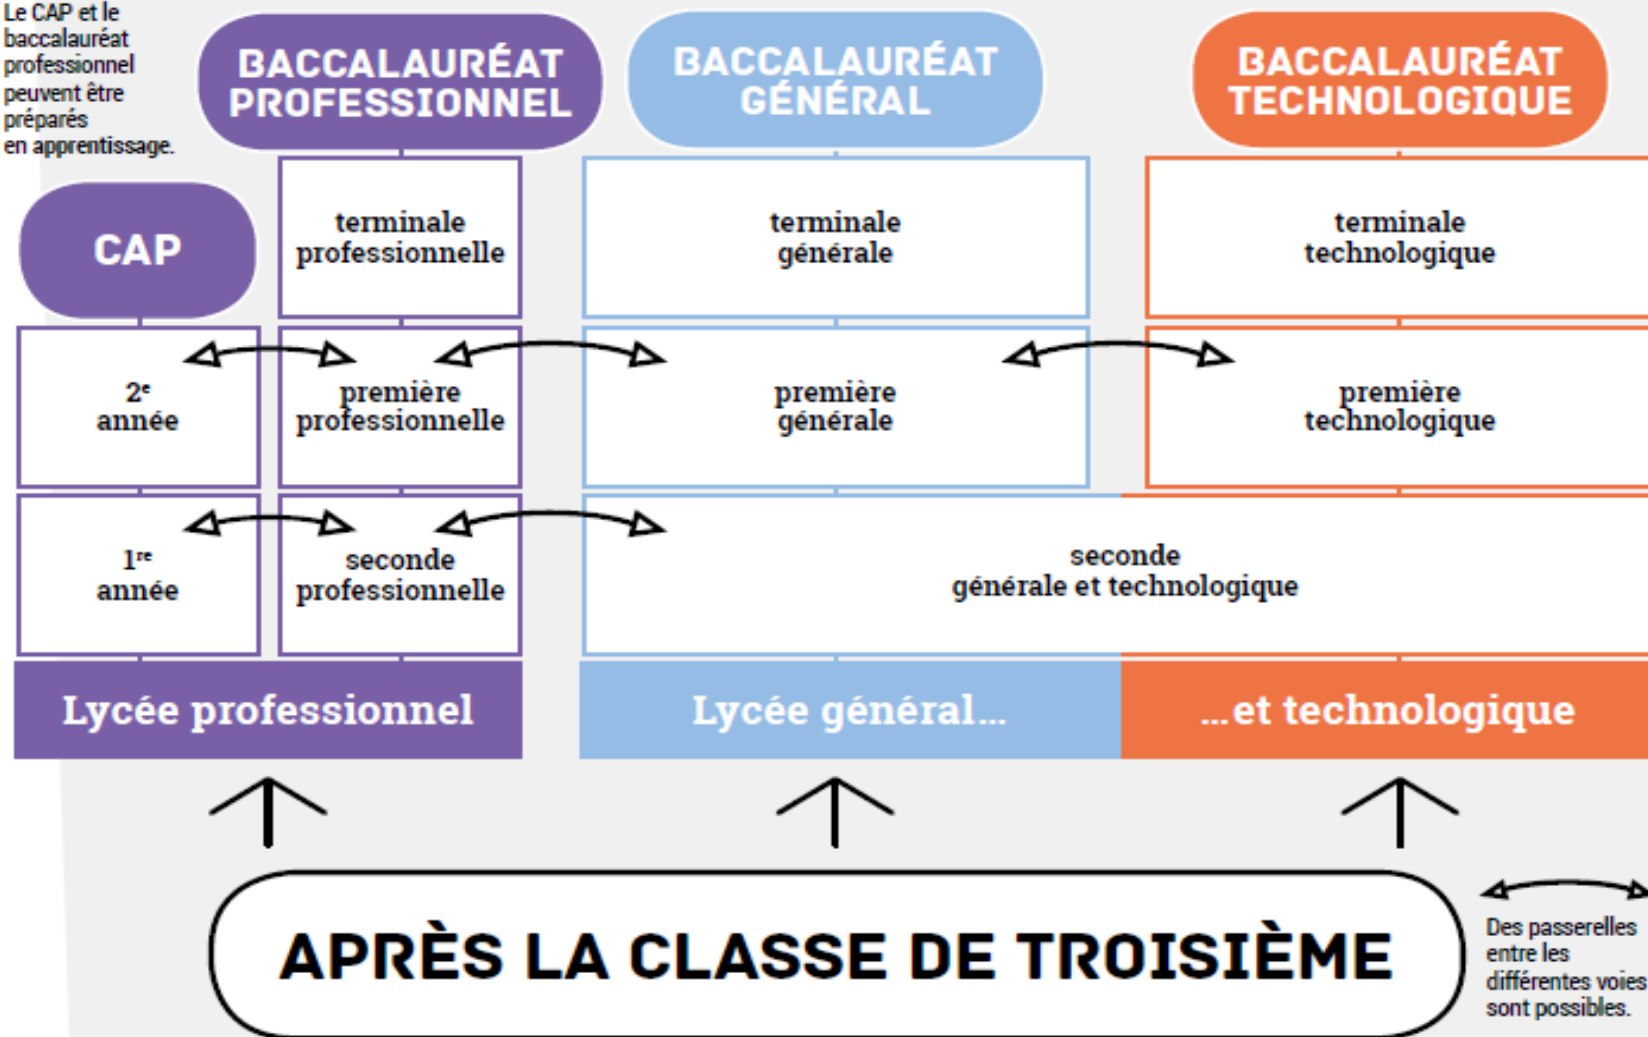 Le CAP et le
baccalauréat
professionnel
peuvent être
préparés
en apprentissage.
BACCALAURÉAT
PROFESSIONNEL
BACCALAURÉAT
GÉNÉRAL
BACCALAURÉAT
TECHNOLOGIQUE
CAP
terminale
professionnelle
terminale
générale
terminale
technologique
2e
année
première
professionnelle
première
générale
première
technologique
1re
année
seconde
professionnelle
seconde
générale et technologique
Lycée professionnel
Lycée général...
...et technologique
APRÈS LA CLASSE DE TROISIÈME
Des passerelles
entre les
différentes voies
sont possibles.